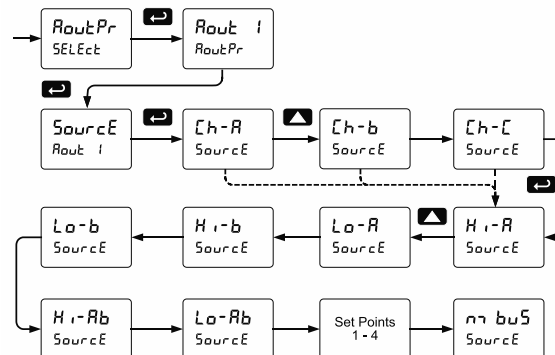 AoutPr
SELEct
Aout 1
AoutPr
SourcE
Aout 1
Ch-A
SourcE
Ch-b
SourcE
Ch-C
SourcE
Lo-b
SourcE
Hi-b
SourcE
Lo-A
SourcE
Hi-A
SourcE
Hi-Ab
SourcE
Lo-Ab
SourcE
Set Points
1 - 4
m buS
SourcE